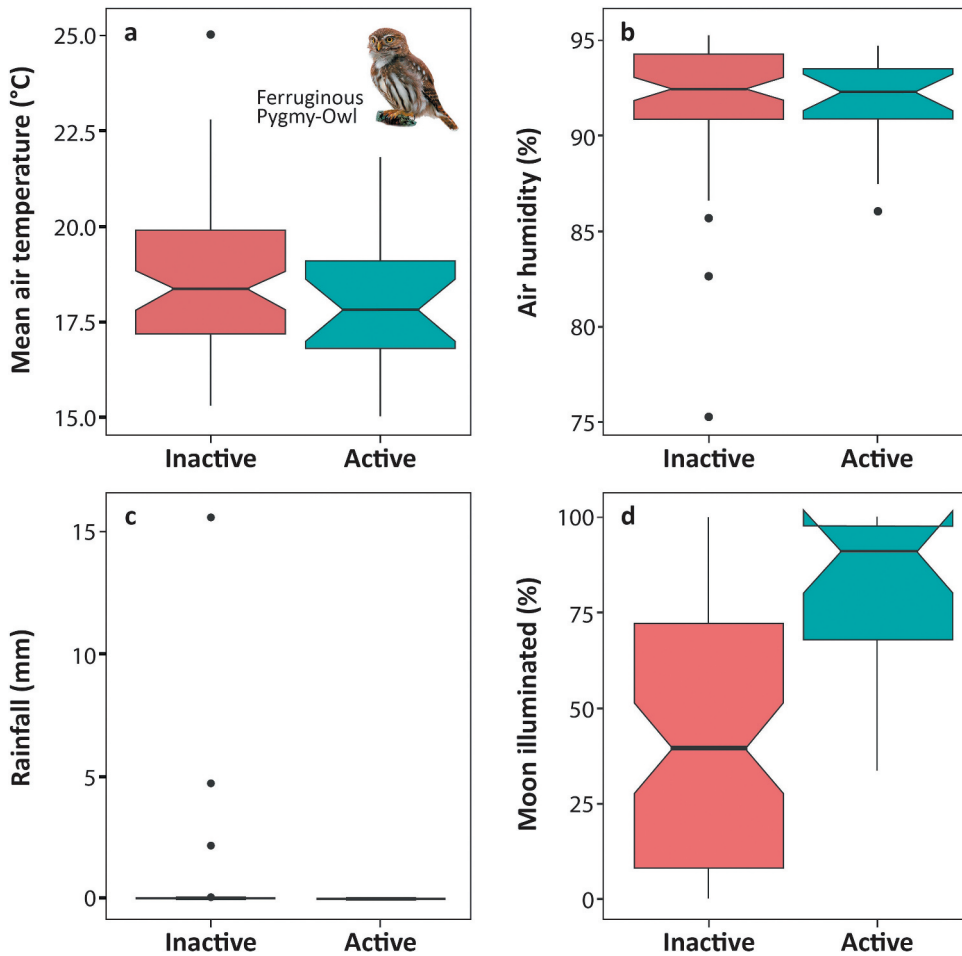 a
25.0
22.5
20.0
17.5
15.0
Mean air temperature (°C)
Ferruginous
Pygmy-Owl
Inactive
Active
b
95
90
85
80
75
Air humidity (%)
Inactive
Active
c
15
10
5
0
Rainfall (mm)
Inactive
Active
d
100
75
50
25
0
Moon illuminated (%)
Inactive
Active